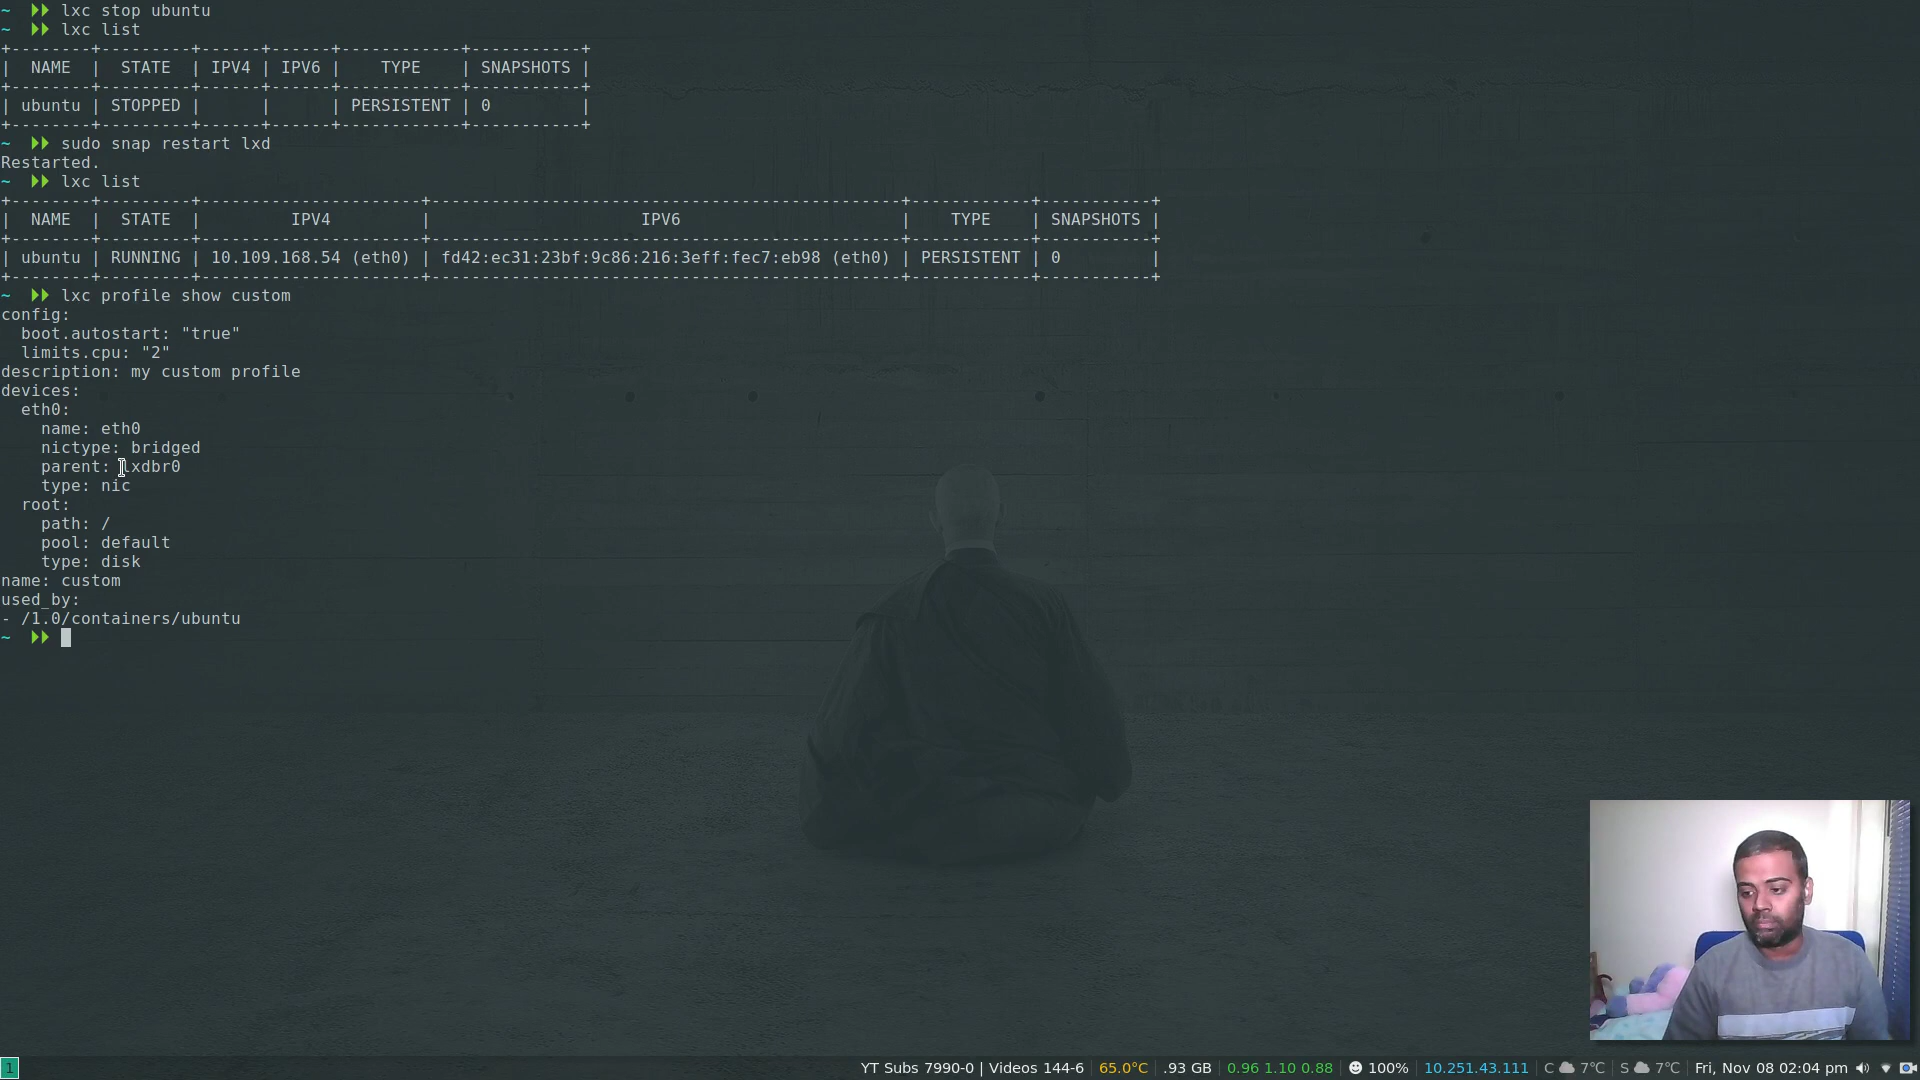 ~ lxc stop ubuntu
~ lxc list
+--------+---------+------+------+------------+-----------+
| NAME | STATE | IPV4 | IPV6 | TYPE | SNAPSHOTS |
+--------+---------+------+------+------------+-----------+
| ubuntu | STOPPED | | | PERSISTENT | 0 |
+--------+---------+------+------+------------+-----------+
~ sudo snap restart lxd
Restarted.
~ lxc list
+--------+---------+-----------------------+-----------------------------------------------+------------+-----------+
| NAME | STATE | IPV4 | IPV6 | TYPE | SNAPSHOTS |
+--------+---------+-----------------------+-----------------------------------------------+------------+-----------+
| ubuntu | RUNNING | 10.109.168.54 (eth0) | fd42:ec31:23bf:9c86:216:3eff:fec7:eb98 (eth0) | PERSISTENT | 0 |
+--------+---------+-----------------------+-----------------------------------------------+------------+-----------+
~ lxc profile show custom
config:
  boot.autostart: "true"
  limits.cpu: "2"
description: my custom profile
devices:
  eth0:
    name: eth0
    nictype: bridged
    parent: lxdbr0
    type: nic
  root:
    path: /
    pool: default
    type: disk
name: custom
used_by:
- /1.0/containers/ubuntu
~
1 YT Subs 7990-0 | Videos 144-6 65.0°C .93 GB 0.96 1.10 0.88 100% 10.251.43.111 C 7°C S 7°C Fri, Nov 08 02:04 pm